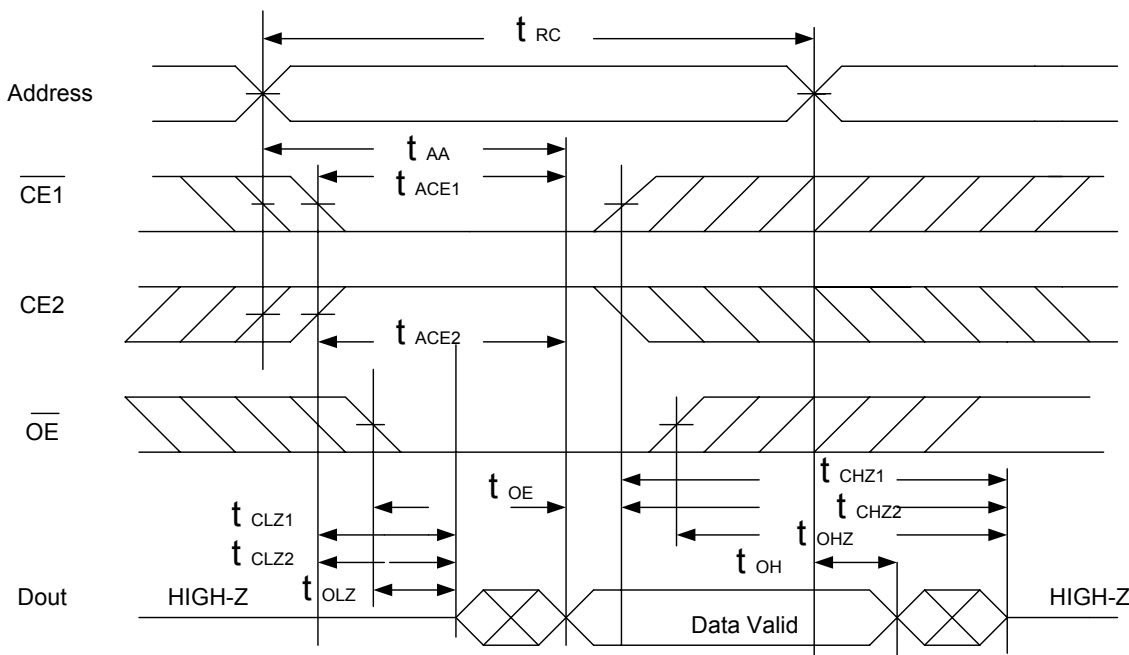 t RC
Address
t AA
CE1
t ACE1
CE2
t ACE2
OE
t CHZ1
t OE
t CLZ1
t CHZ2
t CLZ2
t OHZ
t OH
t OLZ
Dout
HIGH-Z
Data Valid
HIGH-Z